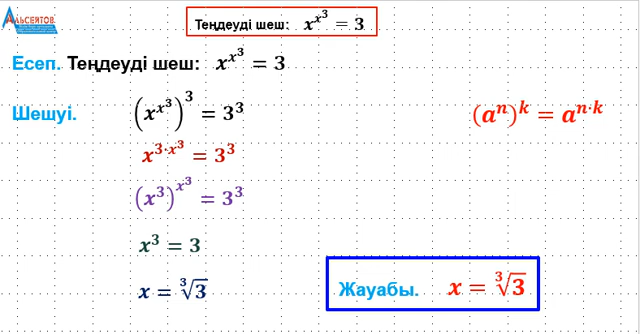 АЛЬСЕИТОВ
Теңдеуді шеш: x^{x^3} = 3
Есеп. Теңдеуді шеш: x^{x^3} = 3
Шешуі. (x^{x^3})^3 = 3^3 (a^n)^k = a^{n·k}
x^{3·x^3} = 3^3
(x^3)^{x^3} = 3^3
x^3 = 3
x = ∛3
Жауабы. x = ∛3